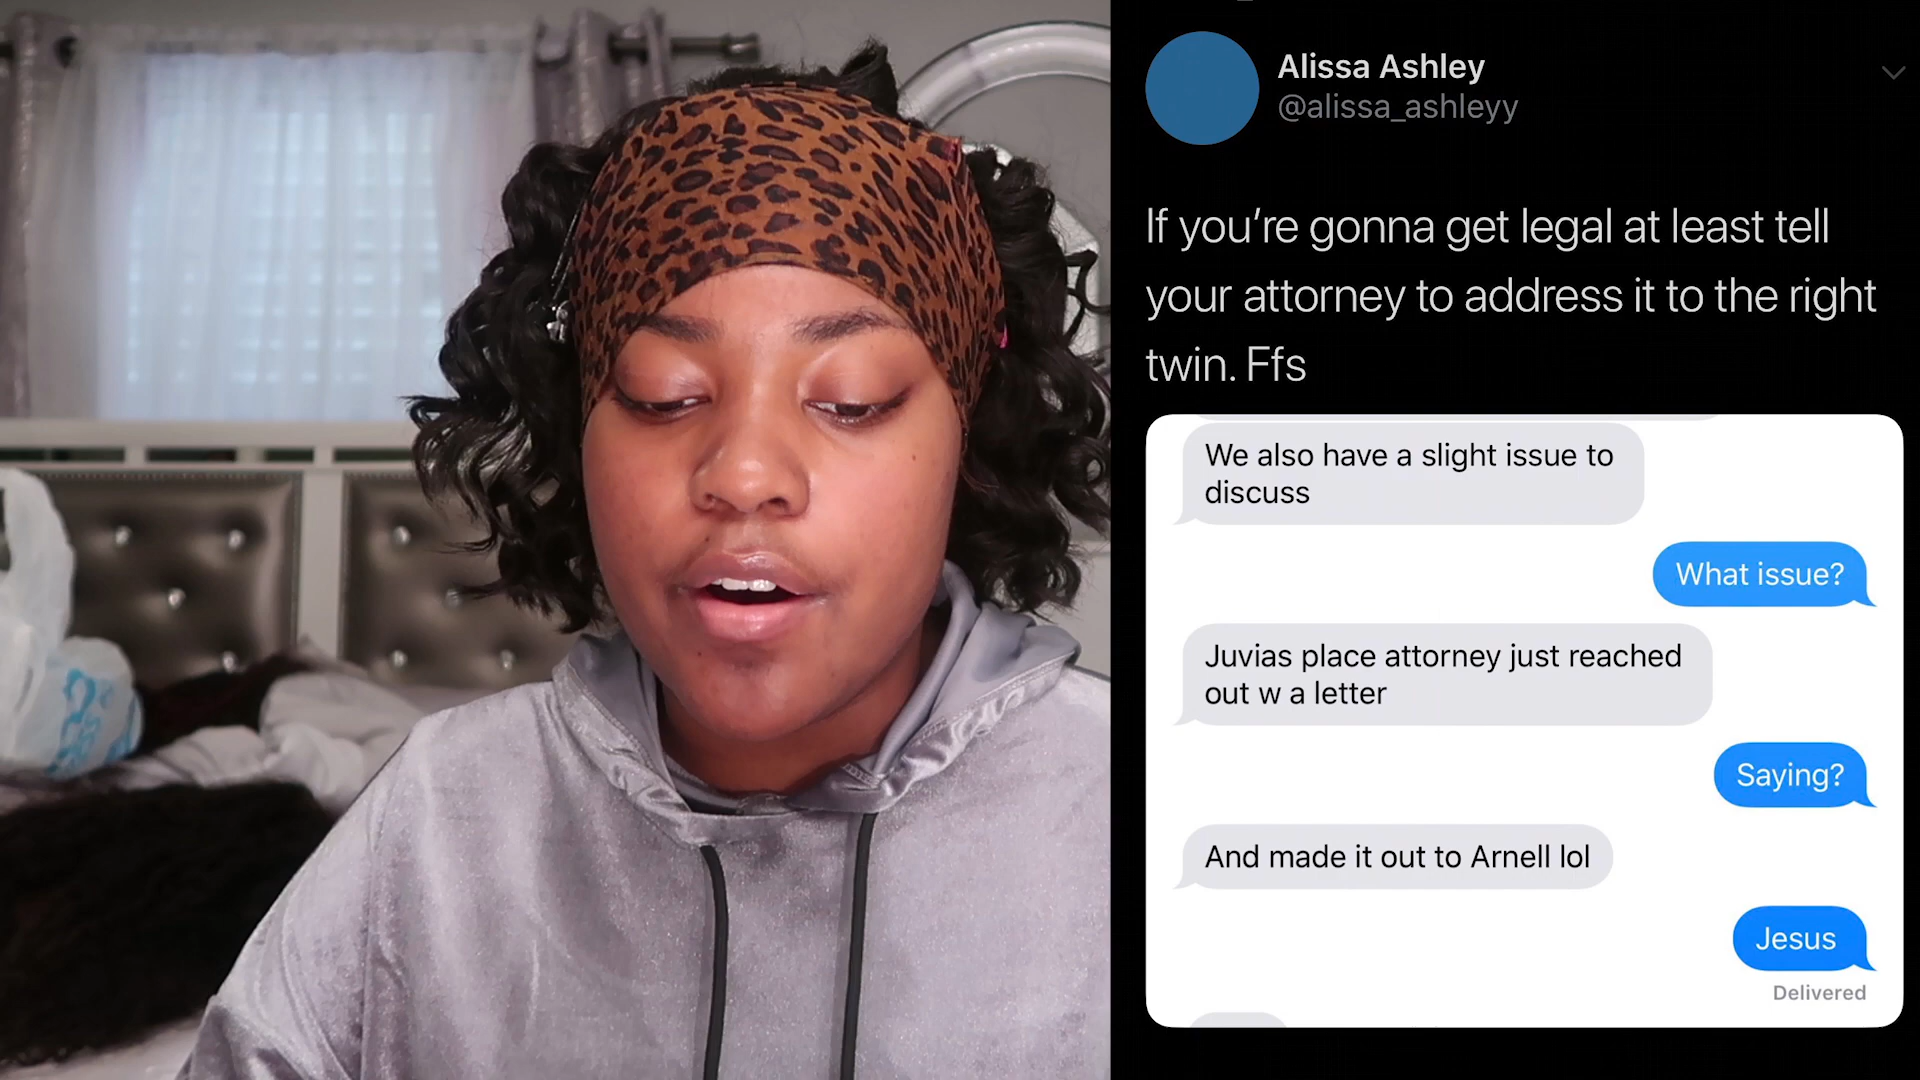 Alissa Ashley
@alissa_ashleyy
If you're gonna get legal at least tell
your attorney to address it to the right
twin. Ffs
We also have a slight issue to
discuss
What issue?
Juvias place attorney just reached
out w a letter
Saying?
And made it out to Arnell lol
Jesus
Delivered